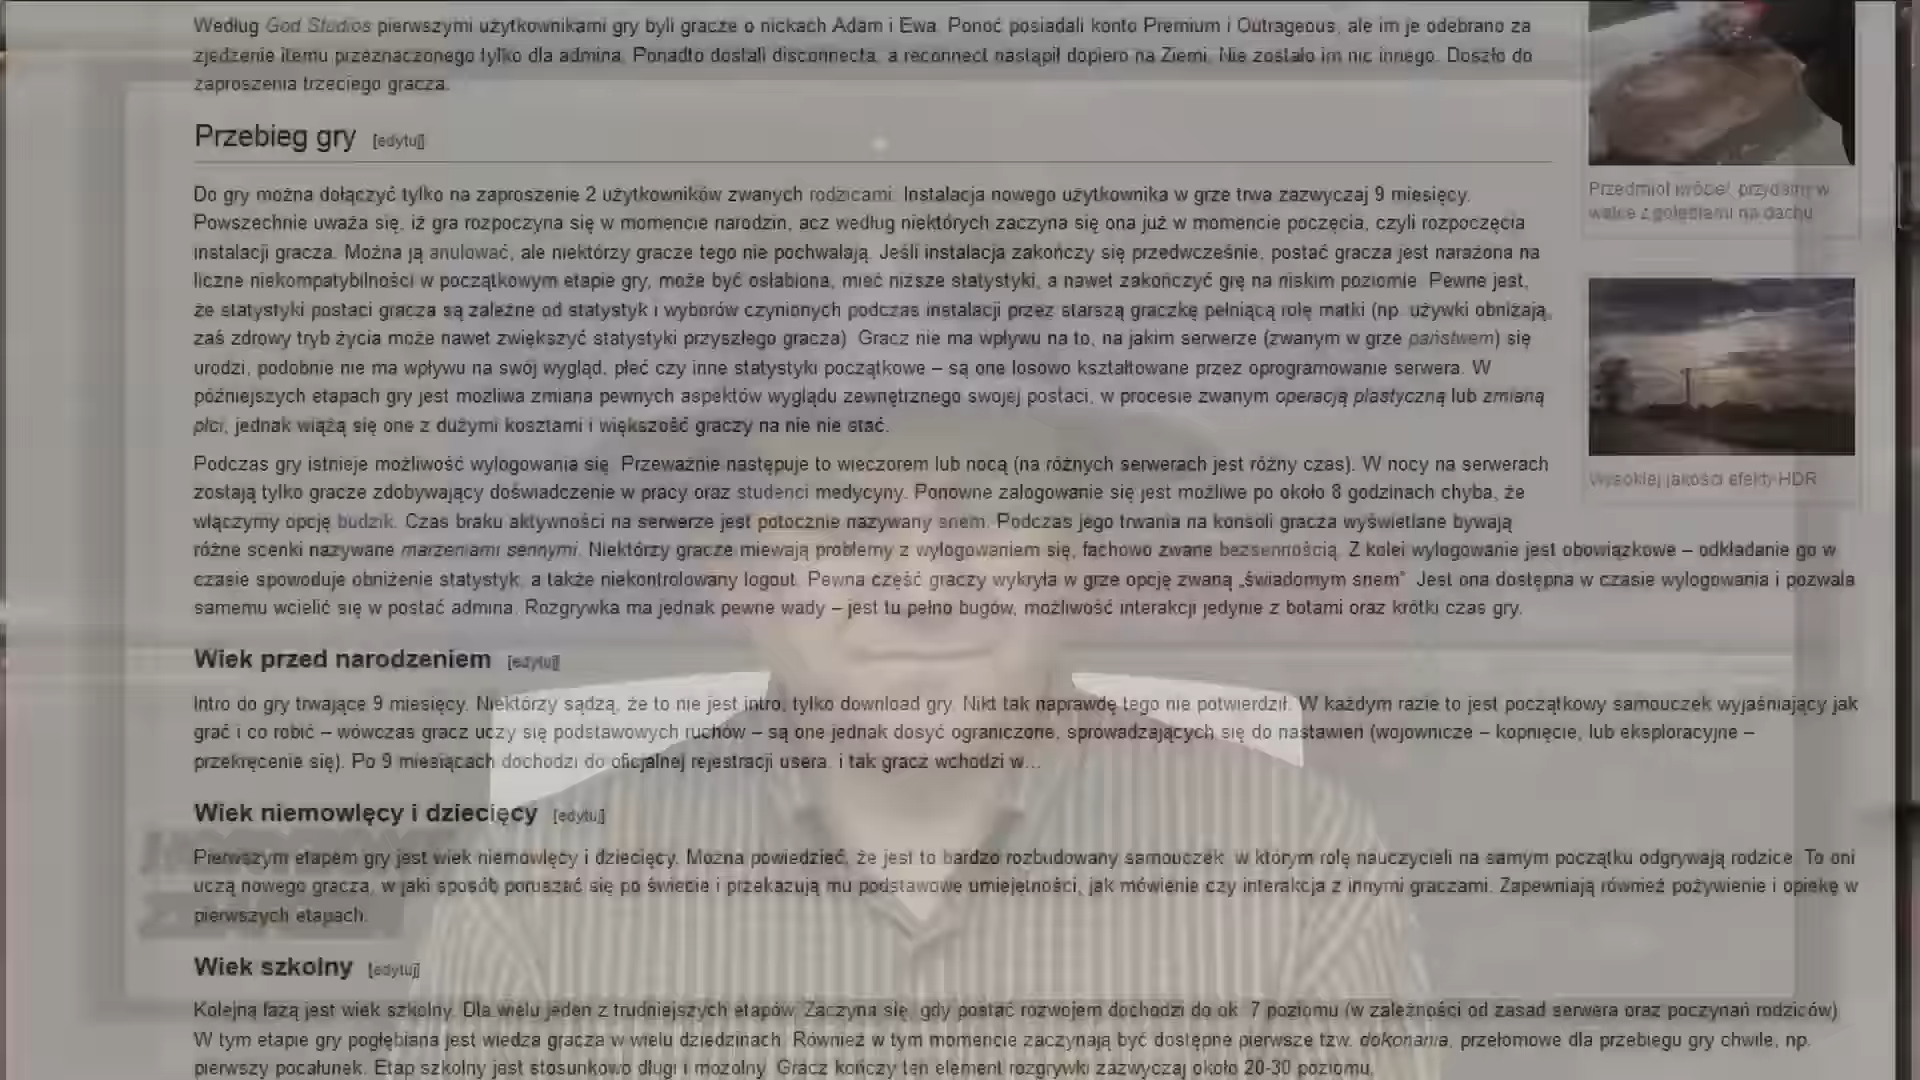 Według God Studios pierwszymi użytkownikami gry byli gracze o nickach Adam i Ewa. Ponoć posiadali konto Premium i Outrageous, ale im je odebrano za
zjedzenie itemu przeznaczonego tylko dla admina. Ponadto dostali disconnecta, a reconnect nastąpił dopiero na Ziemi. Nie zostało im nic innego. Doszło do
zaproszenia trzeciego gracza.
Przebieg gry [edytuj]
Do gry można dołączyć tylko na zaproszenie 2 użytkowników zwanych rodzicami. Instalacja nowego użytkownika w grze trwa zazwyczaj 9 miesięcy.
Powszechnie uważa się, iż gra rozpoczyna się w momencie narodzin, acz według niektórych zaczyna się ona już w momencie poczęcia, czyli rozpoczęcia
instalacji gracza. Można ją anulować, ale niektórzy gracze tego nie pochwalają. Jeśli instalacja zakończy się przedwcześnie, postać gracza jest narażona na
liczne niekompatybilności w początkowym etapie gry, może być osłabiona, mieć niższe statystyki, a nawet zakończyć grę na niskim poziomie. Pewne jest,
że statystyki postaci gracza są zależne od statystyk i wyborów czynionych podczas instalacji przez starszą graczkę pełniącą rolę matki (np. używki obniżają,
zaś zdrowy tryb życia może nawet zwiększyć statystyki przyszłego gracza). Gracz nie ma wpływu na to, na jakim serwerze (zwanym w grze państwem) się
urodzi, podobnie nie ma wpływu na swój wygląd, płeć czy inne statystyki początkowe – są one losowo kształtowane przez oprogramowanie serwera. W
późniejszych etapach gry jest możliwa zmiana pewnych aspektów wyglądu zewnętrznego swojej postaci, w procesie zwanym operacją plastyczną lub zmianą
płci, jednak wiążą się one z dużymi kosztami i większość graczy na nie nie stać.
Podczas gry istnieje możliwość wylogowania się. Przeważnie następuje to wieczorem lub nocą (na różnych serwerach jest różny czas). W nocy na serwerach
zostają tylko gracze zdobywający doświadczenie w pracy oraz studenci medycyny. Ponowne zalogowanie się jest możliwe po około 8 godzinach chyba, że
włączymy opcję budzik. Czas braku aktywności na serwerze jest potocznie nazywany snem. Podczas jego trwania na konsoli gracza wyświetlane bywają
różne scenki nazywane marzeniami sennymi. Niektórzy gracze miewają problemy z wylogowaniem się, fachowo zwane bezsennością. Z kolei wylogowanie jest obowiązkowe – odkładanie go w
czasie spowoduje obniżenie statystyk, a także niekontrolowany logout. Pewna część graczy wykryła w grze opcję zwaną „świadomym snem”. Jest ona dostępna w czasie wylogowania i pozwala
samemu wcielić się w postać admina. Rozgrywka ma jednak pewne wady – jest tu pełno bugów, możliwość interakcji jedynie z botami oraz krótki czas gry.
Przedmiot wróbel, przydatny w
walce z gołębiami na dachu
Wysokiej jakości efekty HDR
Wiek przed narodzeniem [edytuj]
Intro do gry trwające 9 miesięcy. Niektórzy sądzą, że to nie jest intro, tylko download gry. Nikt tak naprawdę tego nie potwierdził. W każdym razie to jest początkowy samouczek wyjaśniający jak
grać i co robić – wówczas gracz uczy się podstawowych ruchów – są one jednak dosyć ograniczone, sprowadzających się do nastawień (wojownicze – kopnięcie, lub eksploracyjne –
przekręcenie się). Po 9 miesiącach dochodzi do oficjalnej rejestracji usera, i tak gracz wchodzi w…
Wiek niemowlęcy i dziecięcy [edytuj]
Pierwszym etapem gry jest wiek niemowlęcy i dziecięcy. Można powiedzieć, że jest to bardzo rozbudowany samouczek, w którym rolę nauczycieli na samym początku odgrywają rodzice. To oni
uczą nowego gracza, w jaki sposób poruszać się po świecie i przekazują mu podstawowe umiejętności, jak mówienie czy interakcja z innymi graczami. Zapewniają również pożywienie i opiekę w
pierwszych etapach.
Wiek szkolny [edytuj]
Kolejną fazą jest wiek szkolny. Dla wielu jeden z trudniejszych etapów. Zaczyna się, gdy postać rozwojem dochodzi do ok. 7 poziomu (w zależności od zasad serwera oraz poczynań rodziców).
W tym etapie gry pogłębiana jest wiedza gracza w wielu dziedzinach. Również w tym momencie zaczynają być dostępne pierwsze tzw. dokonania, przełomowe dla przebiegu gry chwile, np.
pierwszy pocałunek. Etap szkolny jest stosunkowo długi i mozolny. Gracz kończy ten element rozgrywki zazwyczaj około 20-30 poziomu.